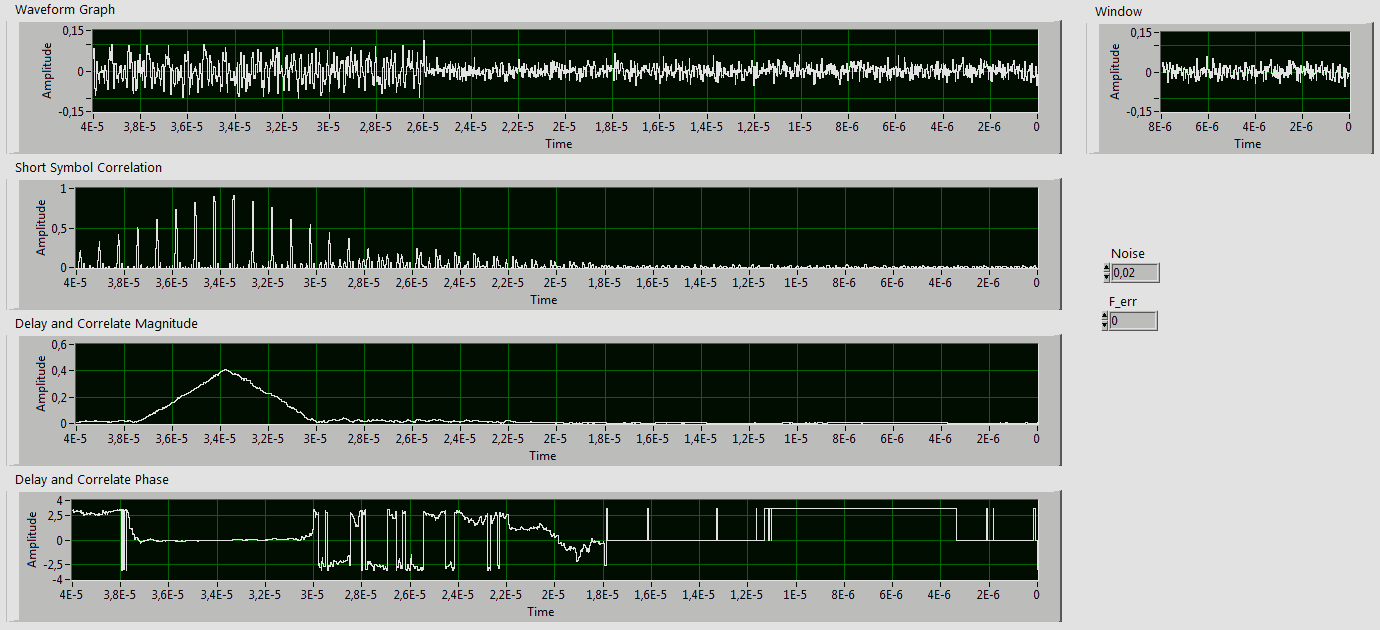 Waveform Graph
0,15
0
-0,15
Amplitude
4E-5 3,8E-5 3,6E-5 3,4E-5 3,2E-5 3E-5 2,8E-5 2,6E-5 2,4E-5 2,2E-5 2E-5 1,8E-5 1,6E-5 1,4E-5 1,2E-5 1E-5 8E-6 6E-6 4E-6 2E-6 0
Time
Window
0,15
0
-0,15
Amplitude
8E-6 6E-6 4E-6 2E-6 0
Time
Short Symbol Correlation
1
0,5
0
Amplitude
4E-5 3,8E-5 3,6E-5 3,4E-5 3,2E-5 3E-5 2,8E-5 2,6E-5 2,4E-5 2,2E-5 2E-5 1,8E-5 1,6E-5 1,4E-5 1,2E-5 1E-5 8E-6 6E-6 4E-6 2E-6 0
Time
Noise
0,02
F_err
0
Delay and Correlate Magnitude
0,6
0,4
0,2
0
Amplitude
4E-5 3,8E-5 3,6E-5 3,4E-5 3,2E-5 3E-5 2,8E-5 2,6E-5 2,4E-5 2,2E-5 2E-5 1,8E-5 1,6E-5 1,4E-5 1,2E-5 1E-5 8E-6 6E-6 4E-6 2E-6 0
Time
Delay and Correlate Phase
4
2,5
0
-2,5
-4
Amplitude
4E-5 3,8E-5 3,6E-5 3,4E-5 3,2E-5 3E-5 2,8E-5 2,6E-5 2,4E-5 2,2E-5 2E-5 1,8E-5 1,6E-5 1,4E-5 1,2E-5 1E-5 8E-6 6E-6 4E-6 2E-6 0
Time